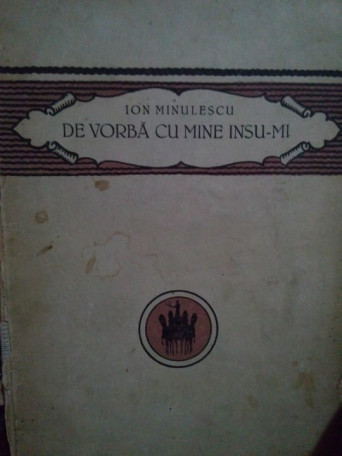 ION MINULESCU
DE VORBĂ CU MINE INSU-MI